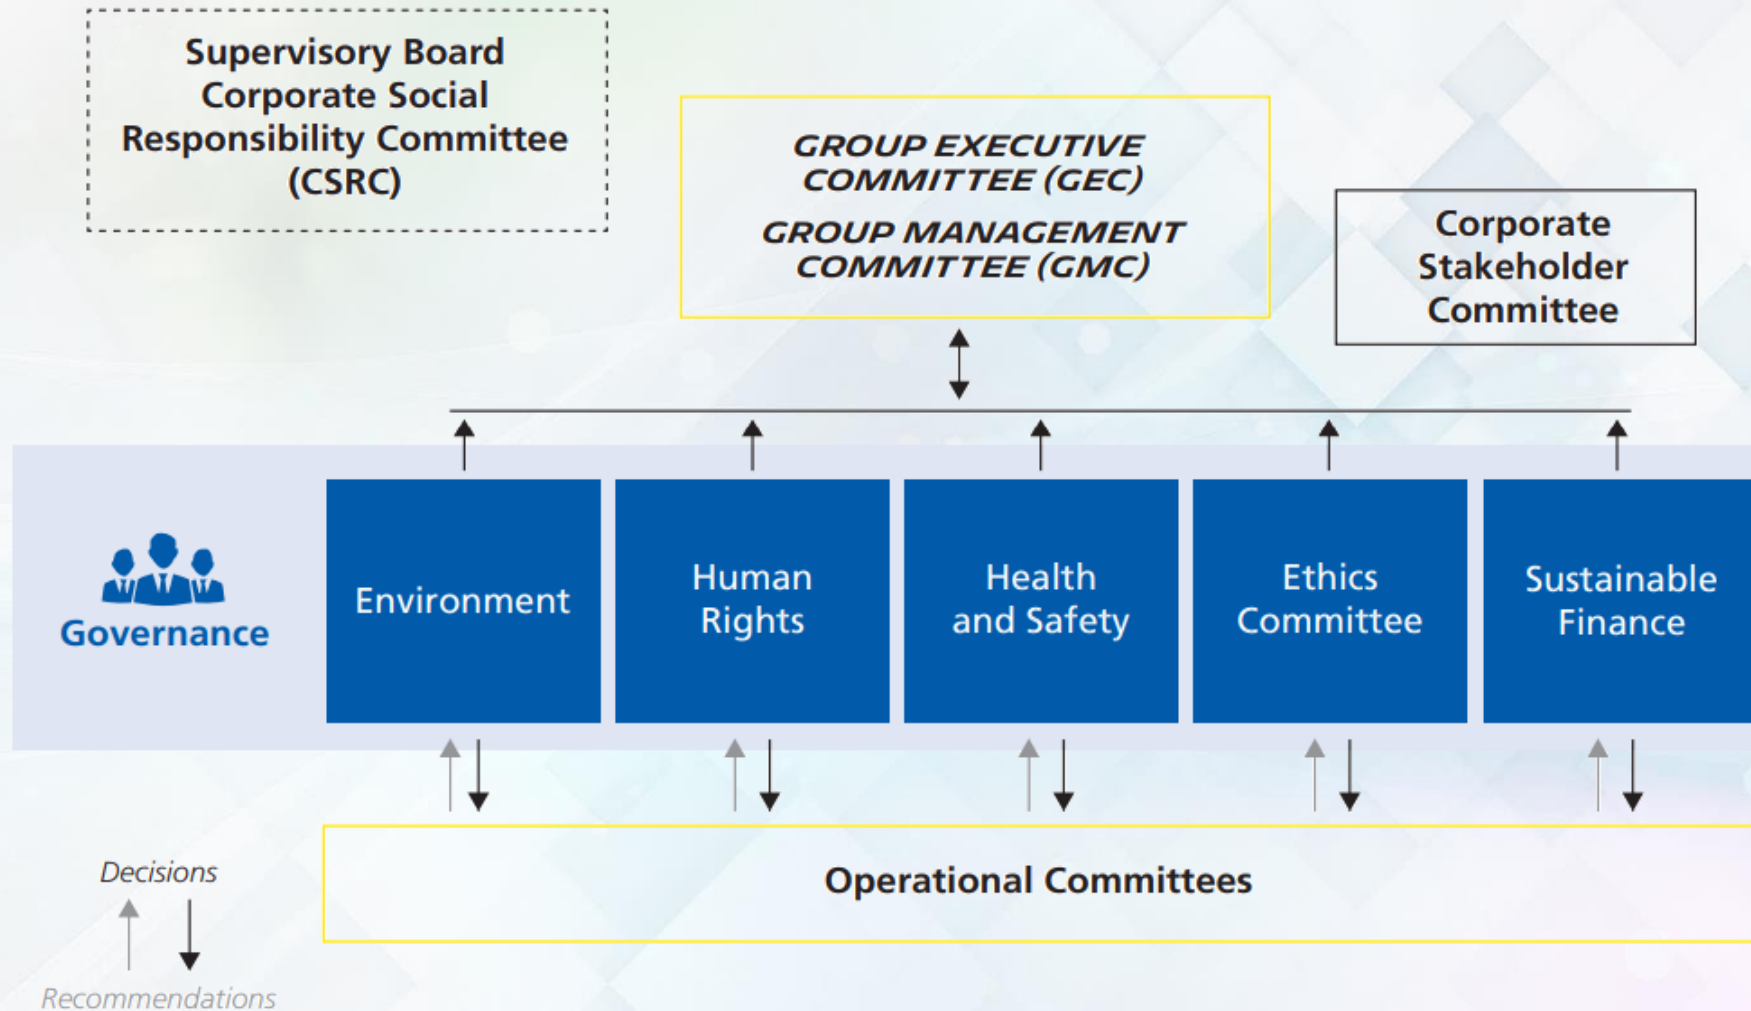 Supervisory Board
Corporate Social
Responsibility Committee
(CSRC)
GROUP EXECUTIVE
COMMITTEE (GEC)
GROUP MANAGEMENT
COMMITTEE (GMC)
Corporate
Stakeholder
Committee
Governance
Environment
Human
Rights
Health
and Safety
Ethics
Committee
Sustainable
Finance
Decisions
Recommendations
Operational Committees